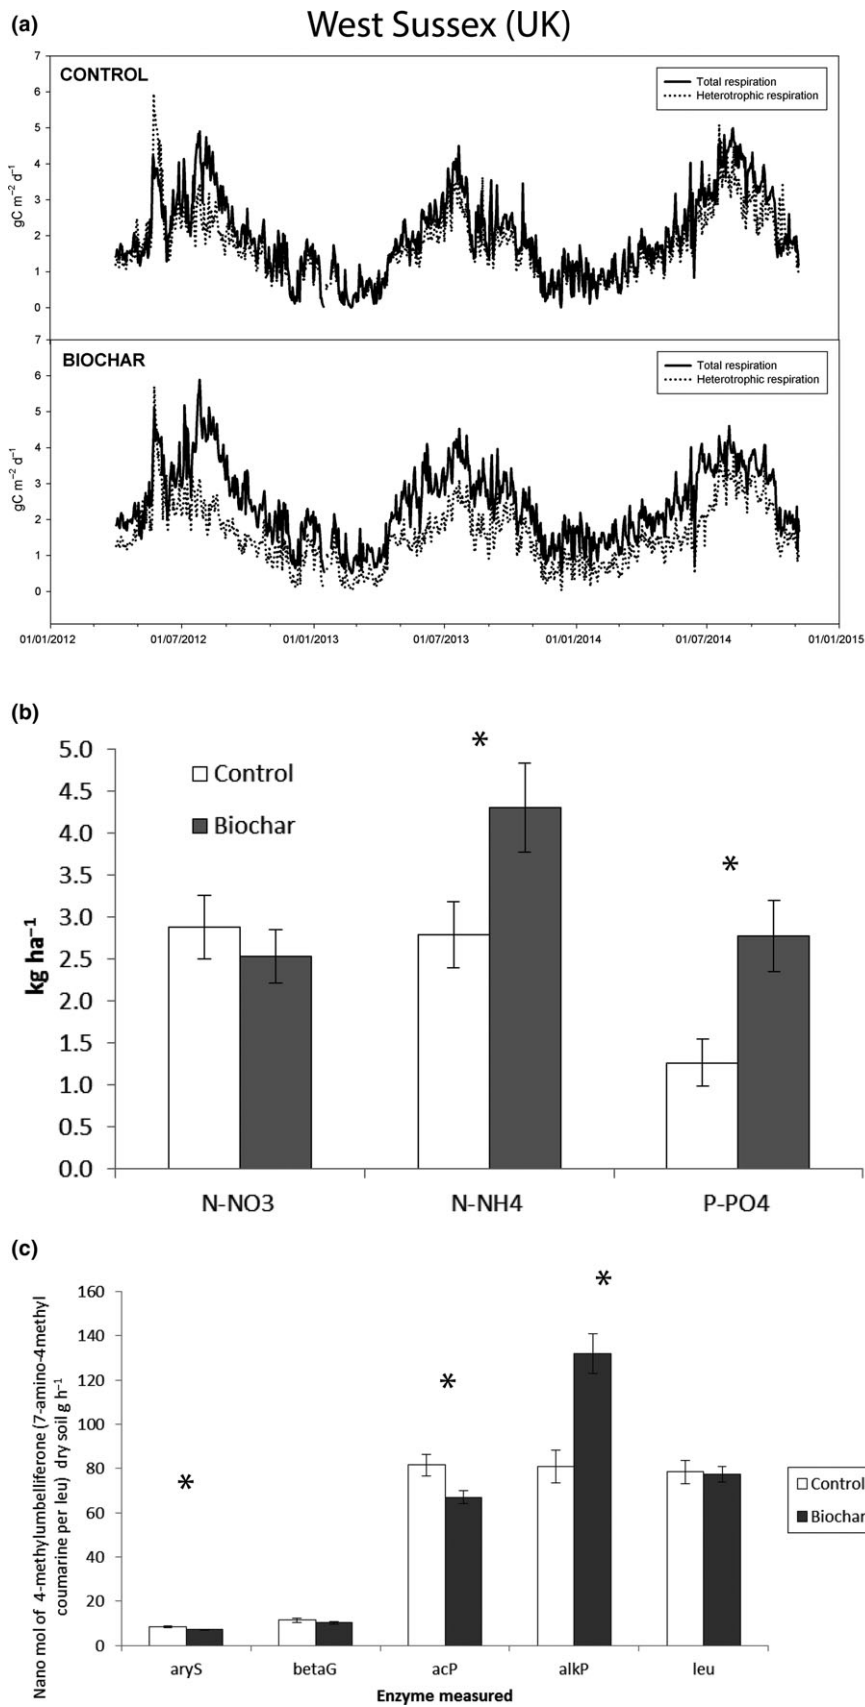 (a)
West Sussex (UK)
7
6
5
4
3
2
1
0
gC m⁻² d⁻¹
CONTROL
Total respiration
Heterotrophic respiration
7
6
5
4
3
2
1
0
gC m⁻² d⁻¹
BIOCHAR
Total respiration
Heterotrophic respiration
01/01/2012 01/07/2012 01/01/2013 01/07/2013 01/01/2014 01/07/2014 01/01/2015
(b)
5.0
4.5
4.0
3.5
3.0
2.5
2.0
1.5
1.0
0.5
0.0
kg ha⁻¹
Control
Biochar
*
*
N-NO3 N-NH4 P-PO4
(c)
Nano mol of 4-methylumbelliferone (7-amino-4methyl
coumarine per leu) dry soil g h⁻¹
160
140
120
100
80
60
40
20
0
*
*
*
Control
Biochar
aryS betaG acP alkP leu
Enzyme measured